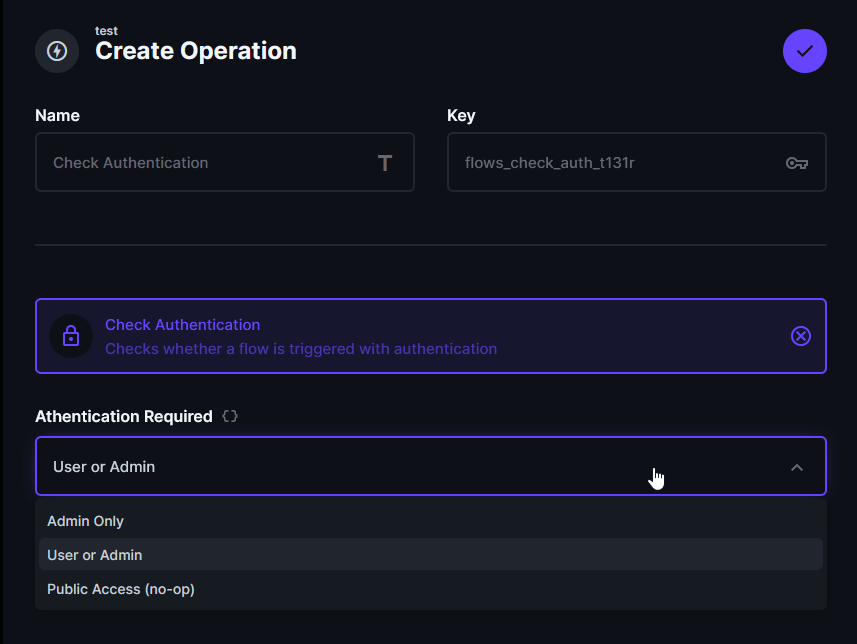 test
Create Operation
Name
Key
Check Authentication
flows_check_auth_t131r
Check Authentication
Checks whether a flow is triggered with authentication
Athentication Required {}
User or Admin
Admin Only
User or Admin
Public Access (no-op)